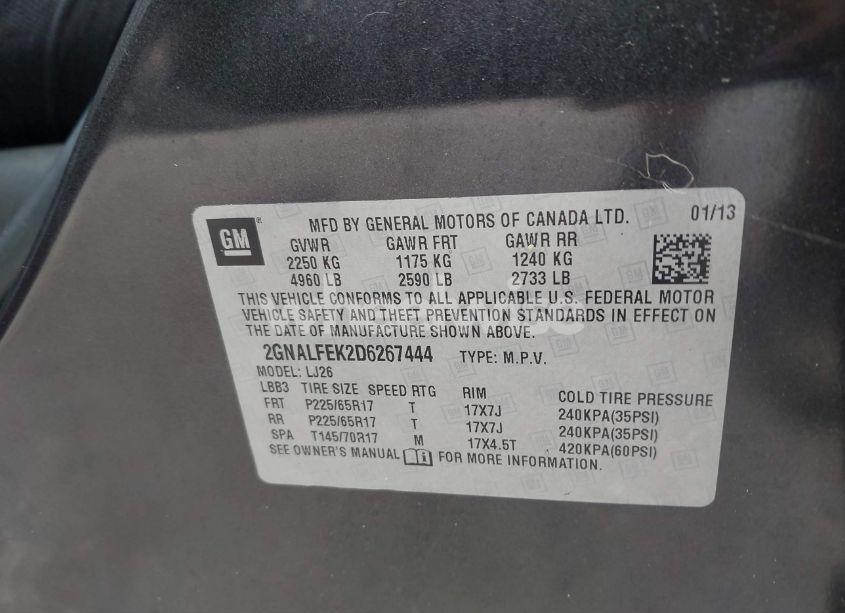 GM
MFD BY GENERAL MOTORS OF CANADA LTD. 01/13
GVWR GAWR FRT GAWR RR
2250 KG 1175 KG 1240 KG
4960 LB 2590 LB 2733 LB
THIS VEHICLE CONFORMS TO ALL APPLICABLE U.S. FEDERAL MOTOR
VEHICLE SAFETY AND THEFT PREVENTION STANDARDS IN EFFECT ON
THE DATE OF MANUFACTURE SHOWN ABOVE.
2GNALFEK2D6267444 TYPE: M.P.V.
MODEL: LJ26
LBB3 TIRE SIZE SPEED RTG RIM COLD TIRE PRESSURE
FRT P225/65R17 T 17X7J 240KPA(35PSI)
RR P225/65R17 T 17X7J 240KPA(35PSI)
SPA T145/70R17 M 17X4.5T 420KPA(60PSI)
SEE OWNER'S MANUAL i FOR MORE INFORMATION.